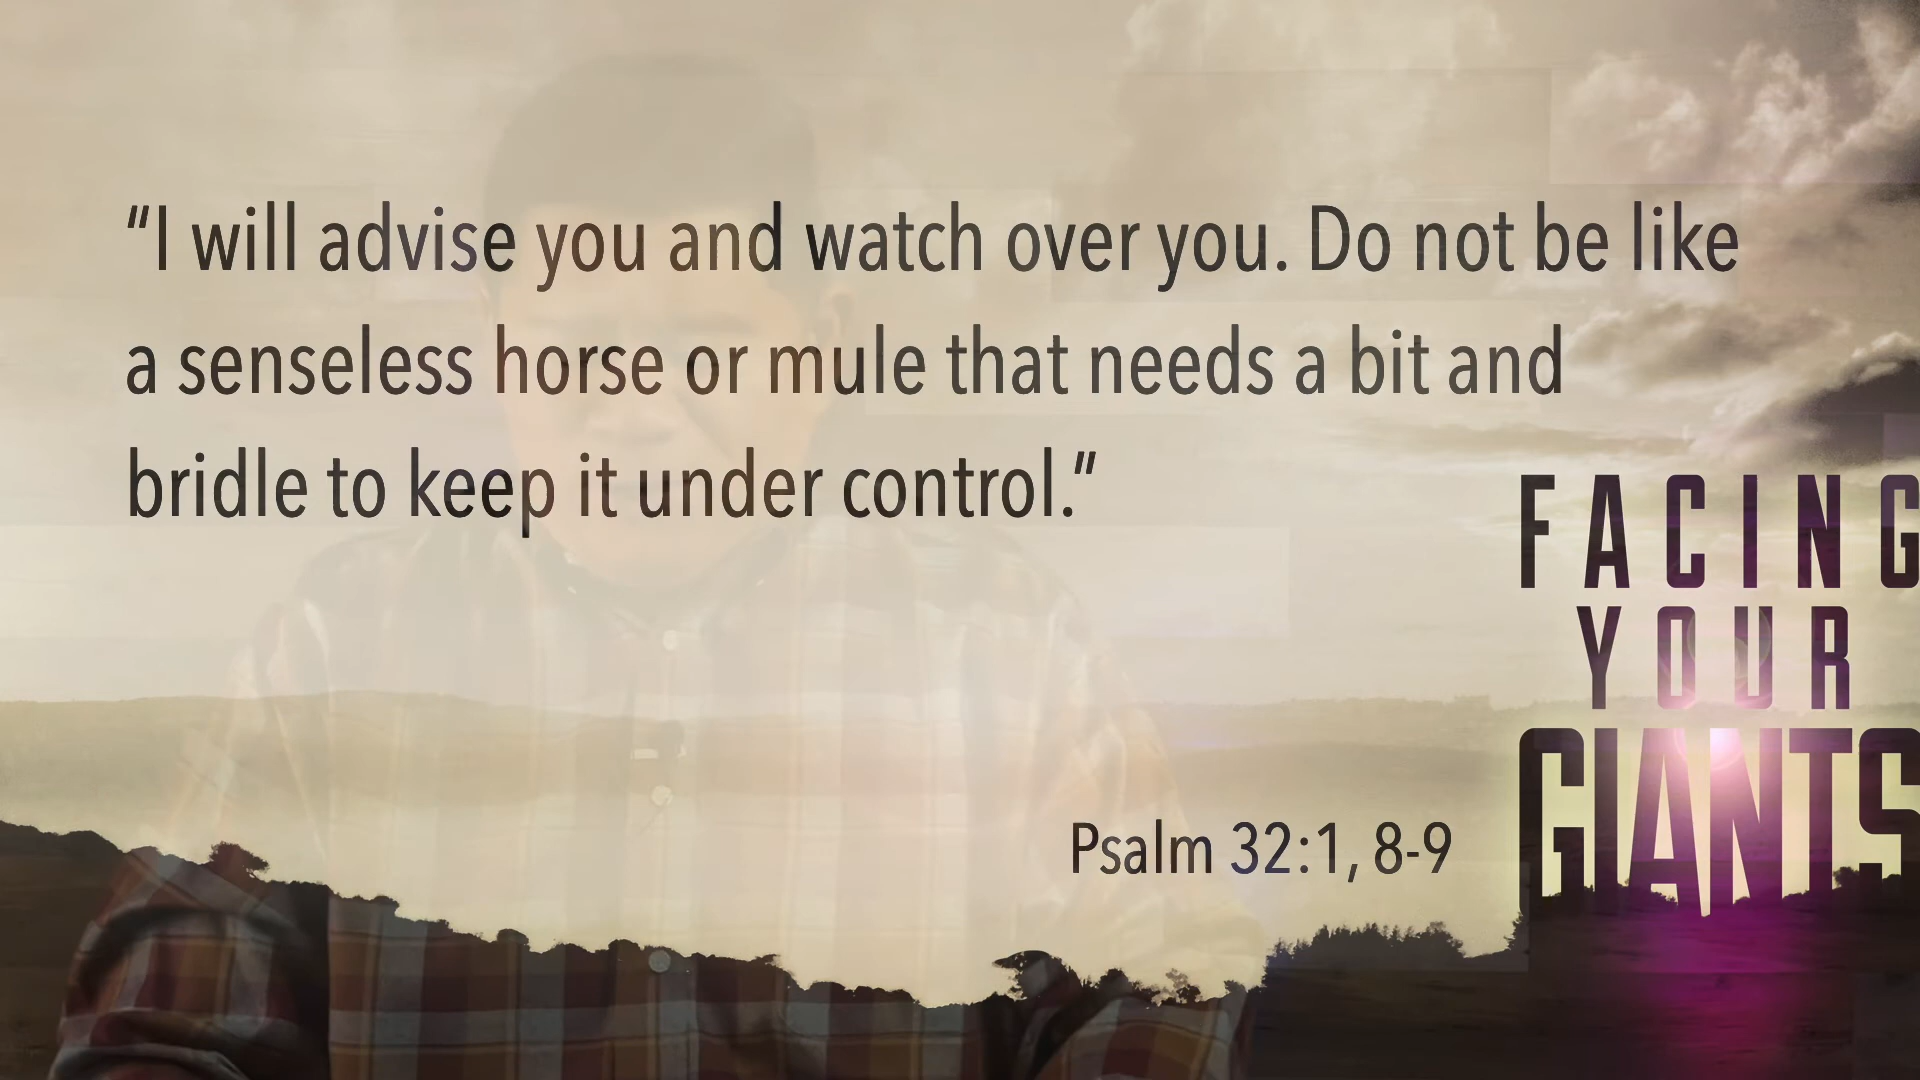 “I will advise you and watch over you. Do not be like
a senseless horse or mule that needs a bit and
bridle to keep it under control.”
Psalm 32:1, 8-9
FACING
YOUR
GIANTS